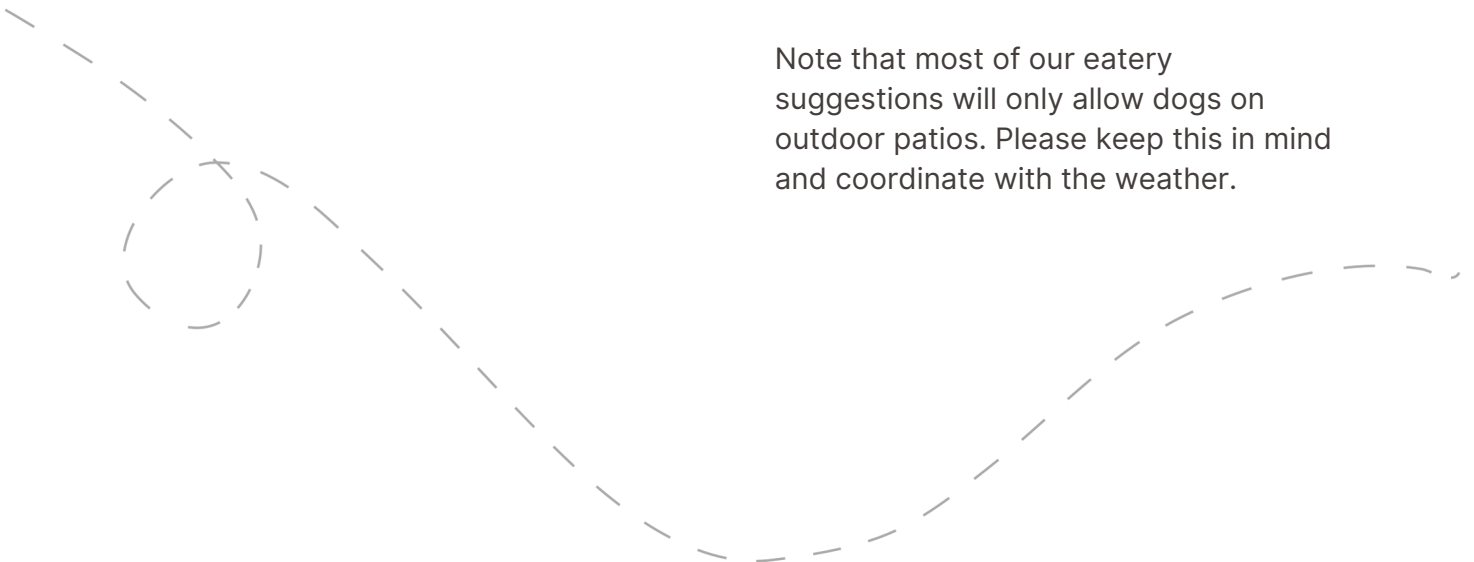 Note that most of our eatery
suggestions will only allow dogs on
outdoor patios. Please keep this in mind
and coordinate with the weather.